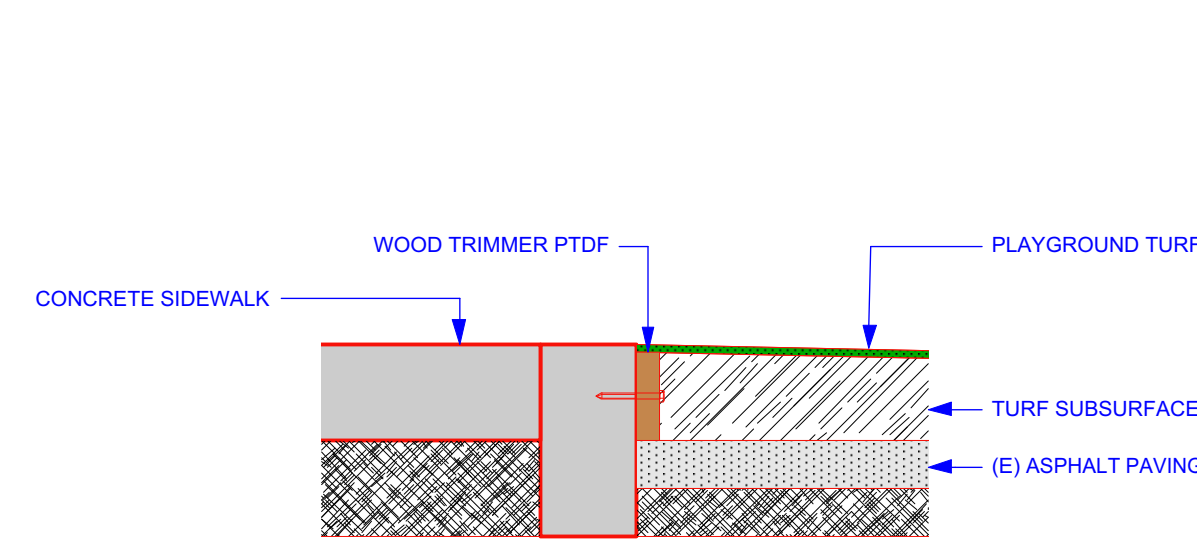 WOOD TRIMMER PTDF
PLAYGROUND TURF
CONCRETE SIDEWALK
TURF SUBSURFACE
(E) ASPHALT PAVING